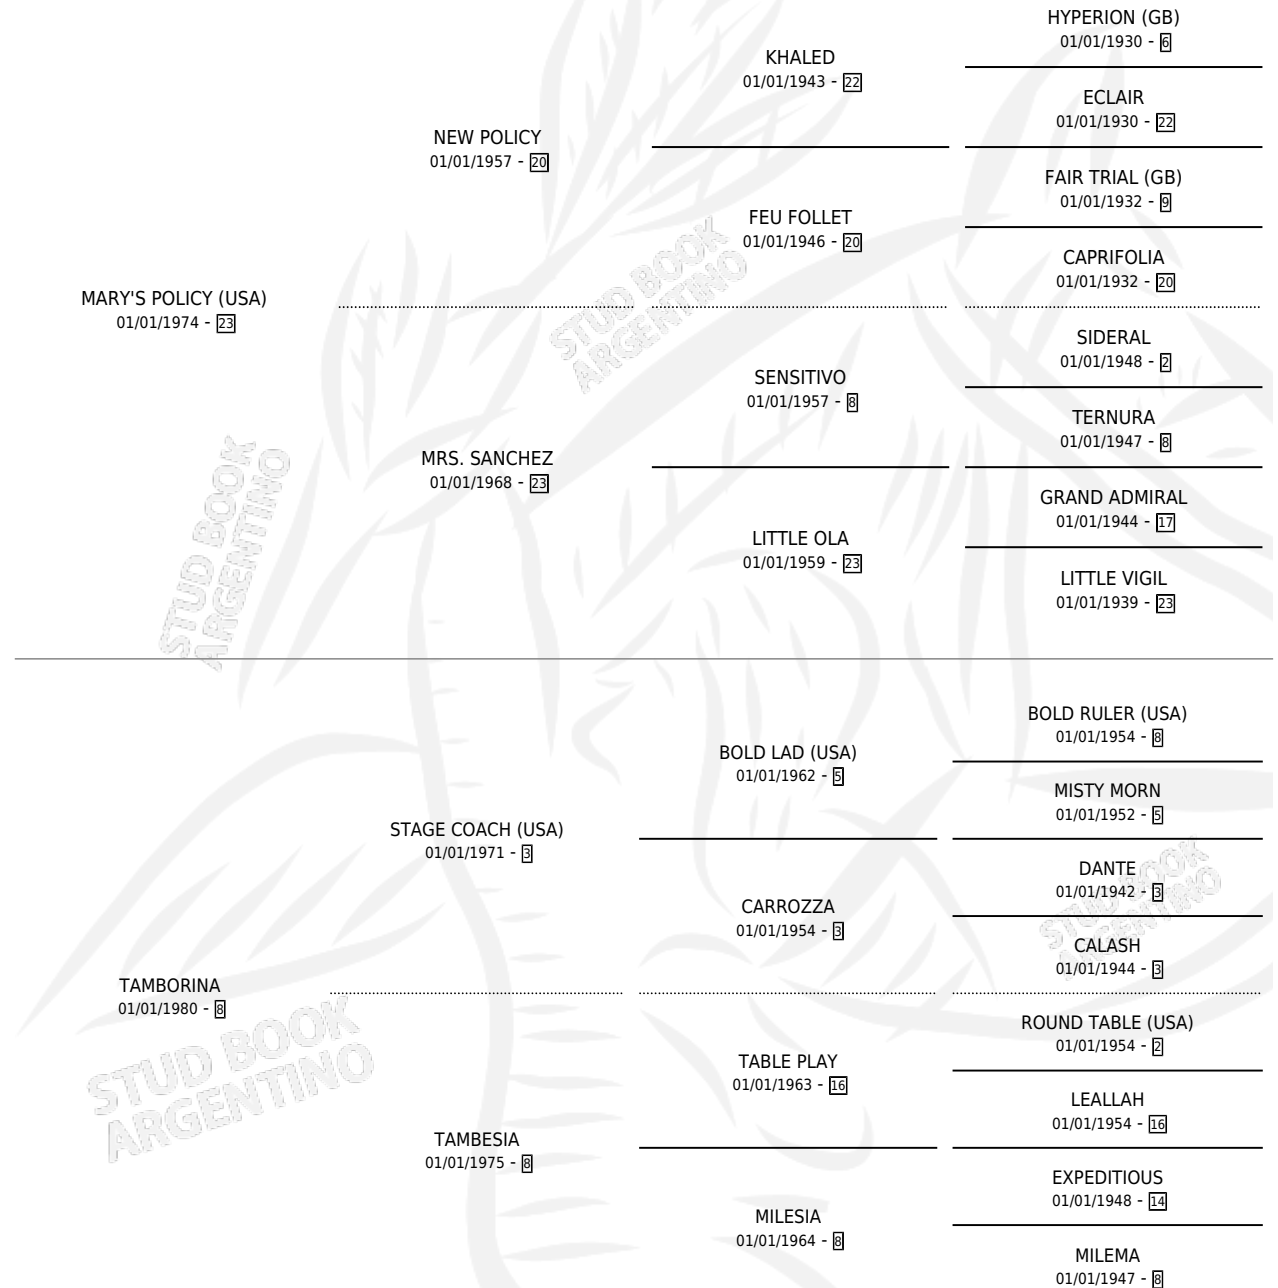 HYPERION (GB)
01/01/1930 - 6
KHALED
01/01/1943 - 22
ECLAIR
01/01/1930 - 22
NEW POLICY
01/01/1957 - 20
FAIR TRIAL (GB)
01/01/1932 - 9
FEU FOLLET
01/01/1946 - 20
CAPRIFOLIA
01/01/1932 - 20
MARY'S POLICY (USA)
01/01/1974 - 23
STUD BOOK
ARGENTINO
SIDERAL
01/01/1948 - 2
SENSITIVO
01/01/1957 - 8
TERNURA
01/01/1947 - 8
MRS. SANCHEZ
01/01/1968 - 23
GRAND ADMIRAL
01/01/1944 - 17
LITTLE OLA
01/01/1959 - 23
LITTLE VIGIL
01/01/1939 - 23
STUD BOOK
ARGENTINO
BOLD RULER (USA)
01/01/1954 - 8
BOLD LAD (USA)
01/01/1962 - 5
MISTY MORN
01/01/1952 - 5
STAGE COACH (USA)
01/01/1971 - 3
DANTE
01/01/1942 - 3
CARROZZA
01/01/1954 - 3
STUD BOOK
ARGENTINO
CALASH
01/01/1944 - 3
TAMBORINA
01/01/1980 - 8
STUD BOOK
ARGENTINO
ROUND TABLE (USA)
01/01/1954 - 2
TABLE PLAY
01/01/1963 - 16
LEALLAH
01/01/1954 - 16
TAMBESIA
01/01/1975 - 8
EXPEDITIOUS
01/01/1948 - 14
MILESIA
01/01/1964 - 8
MILEMA
01/01/1947 - 8